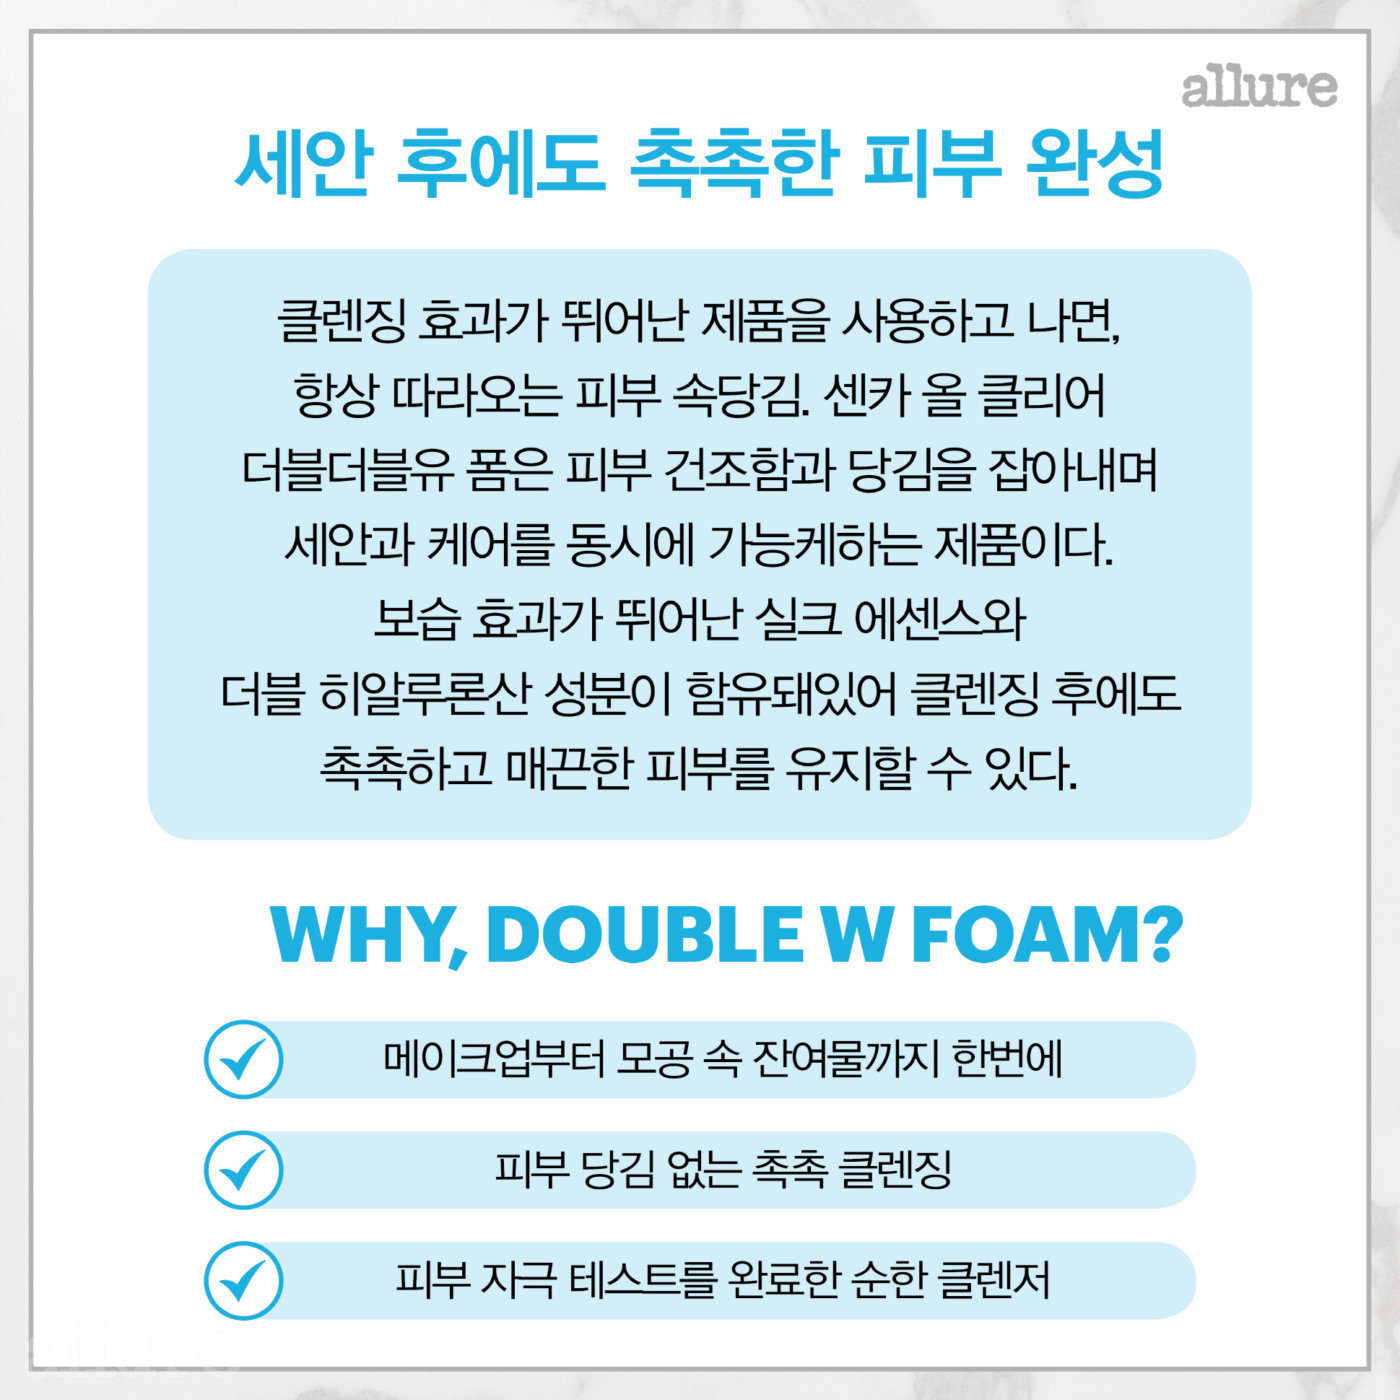 allure
세안 후에도 촉촉한 피부 완성
클렌징 효과가 뛰어난 제품을 사용하고 나면,
항상 따라오는 피부 속당김. 센카 올 클리어
더블더블유 폼은 피부 건조함과 당김을 잡아내며
세안과 케어를 동시에 가능케하는 제품이다.
보습 효과가 뛰어난 실크 에센스와
더블 히알루론산 성분이 함유돼있어 클렌징 후에도
촉촉하고 매끈한 피부를 유지할 수 있다.
WHY, DOUBLE W FOAM?
메이크업부터 모공 속 잔여물까지 한번에
피부 당김 없는 촉촉 클렌징
피부 자극 테스트를 완료한 순한 클렌저
allure